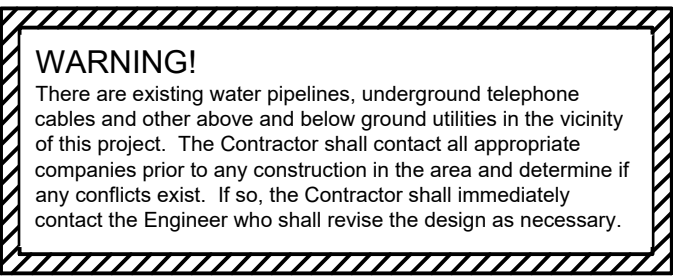 WARNING!
There are existing water pipelines, underground telephone
cables and other above and below ground utilities in the vicinity
of this project.  The Contractor shall contact all appropriate
companies prior to any construction in the area and determine if
any conflicts exist.  If so, the Contractor shall immediately
contact the Engineer who shall revise the design as necessary.